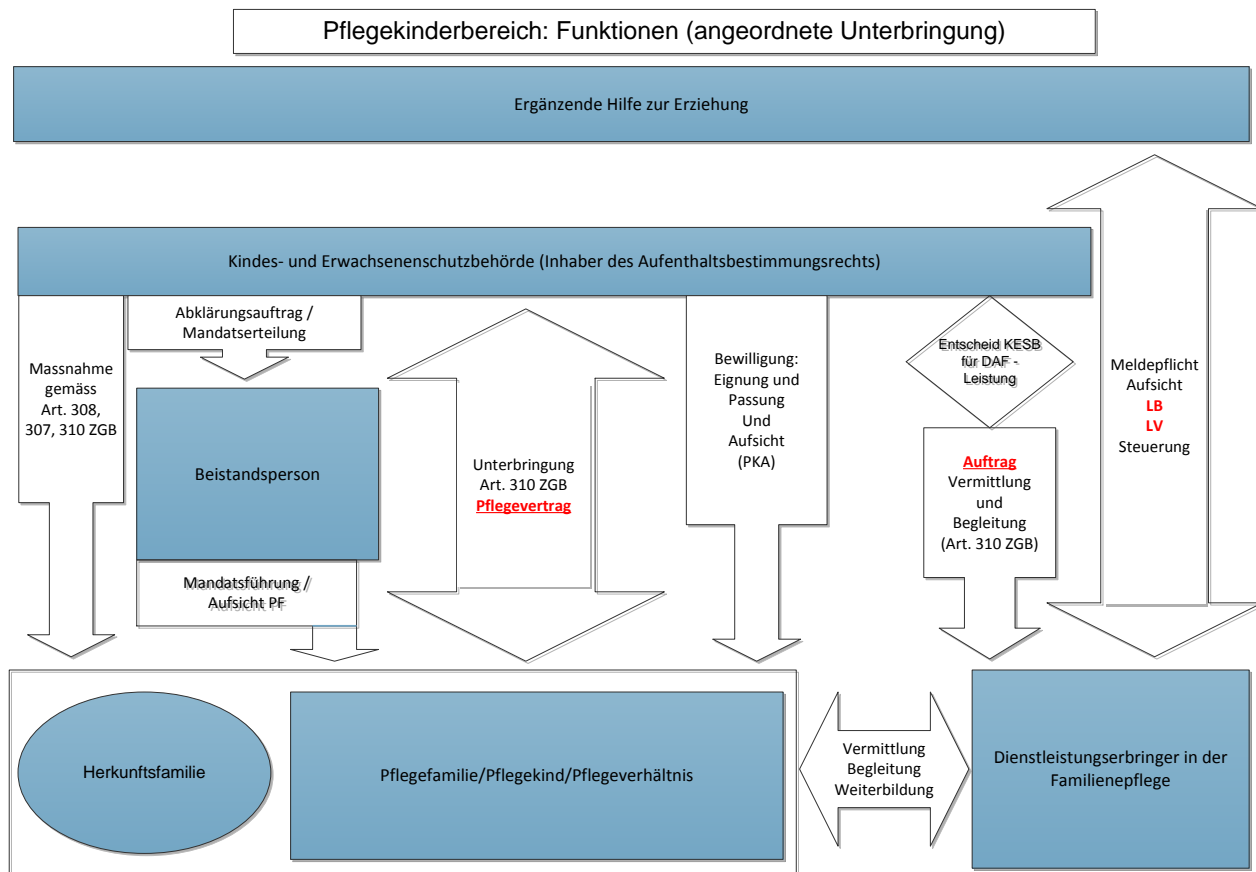 Pflegekinderbereich: Funktionen (angeordnete Unterbringung)
Ergänzende Hilfe zur Erziehung
Kindes- und Erwachsenenschutzbehörde (Inhaber des Aufenthaltsbestimmungsrechts)
Massnahme
gemäss
Art. 308,
307, 310 ZGB
Abklärungsauftrag /
Mandatserteilung
Beistandsperson
Mandatsführung /
Aufsicht PF
Unterbringung
Art. 310 ZGB
Pflegevertrag
Bewilligung:
Eignung und
Passung
Und
Aufsicht
(PKA)
Entscheid KESB
für DAF -
Leistung
Auftrag
Vermittlung
und
Begleitung
(Art. 310 ZGB)
Meldepflicht
Aufsicht
LB
LV
Steuerung
Herkunftsfamilie
Pflegefamilie/Pflegekind/Pflegeverhältnis
Vermittlung
Begleitung
Weiterbildung
Dienstleistungserbringer in der
Familienepflege